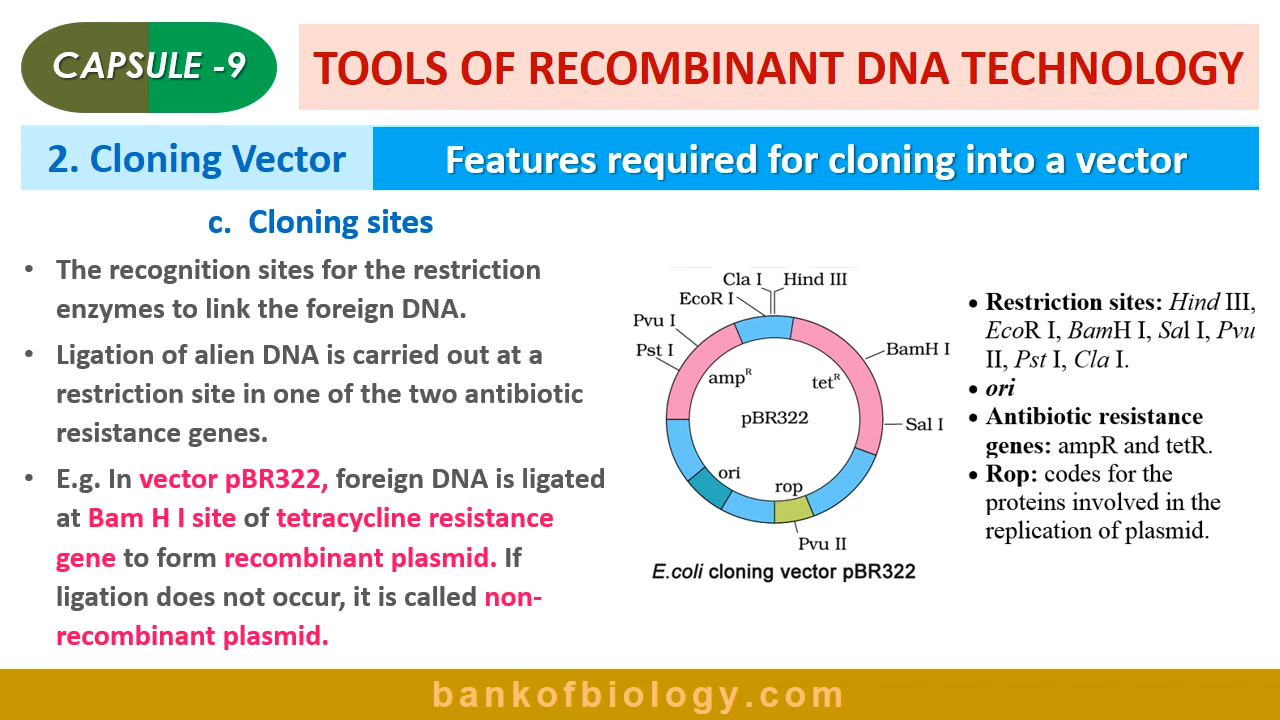 CAPSULE -9
TOOLS OF RECOMBINANT DNA TECHNOLOGY
2. Cloning Vector
Features required for cloning into a vector
c. Cloning sites
• The recognition sites for the restriction
enzymes to link the foreign DNA.
• Ligation of alien DNA is carried out at a
restriction site in one of the two antibiotic
resistance genes.
• E.g. In vector pBR322, foreign DNA is ligated
at Bam H I site of tetracycline resistance
gene to form recombinant plasmid. If
ligation does not occur, it is called non-
recombinant plasmid.
Cla I
Hind III
EcoR I
Pvu I
Pst I
BamH I
Sal I
ampR
tetR
pBR322
ori
rop
Pvu II
E.coli cloning vector pBR322
• Restriction sites: Hind III,
EcoR I, BamH I, Sal I, Pvu
II, Pst I, Cla I.
• ori
• Antibiotic resistance
genes: ampR and tetR.
• Rop: codes for the
proteins involved in the
replication of plasmid.
bankofbiology.com